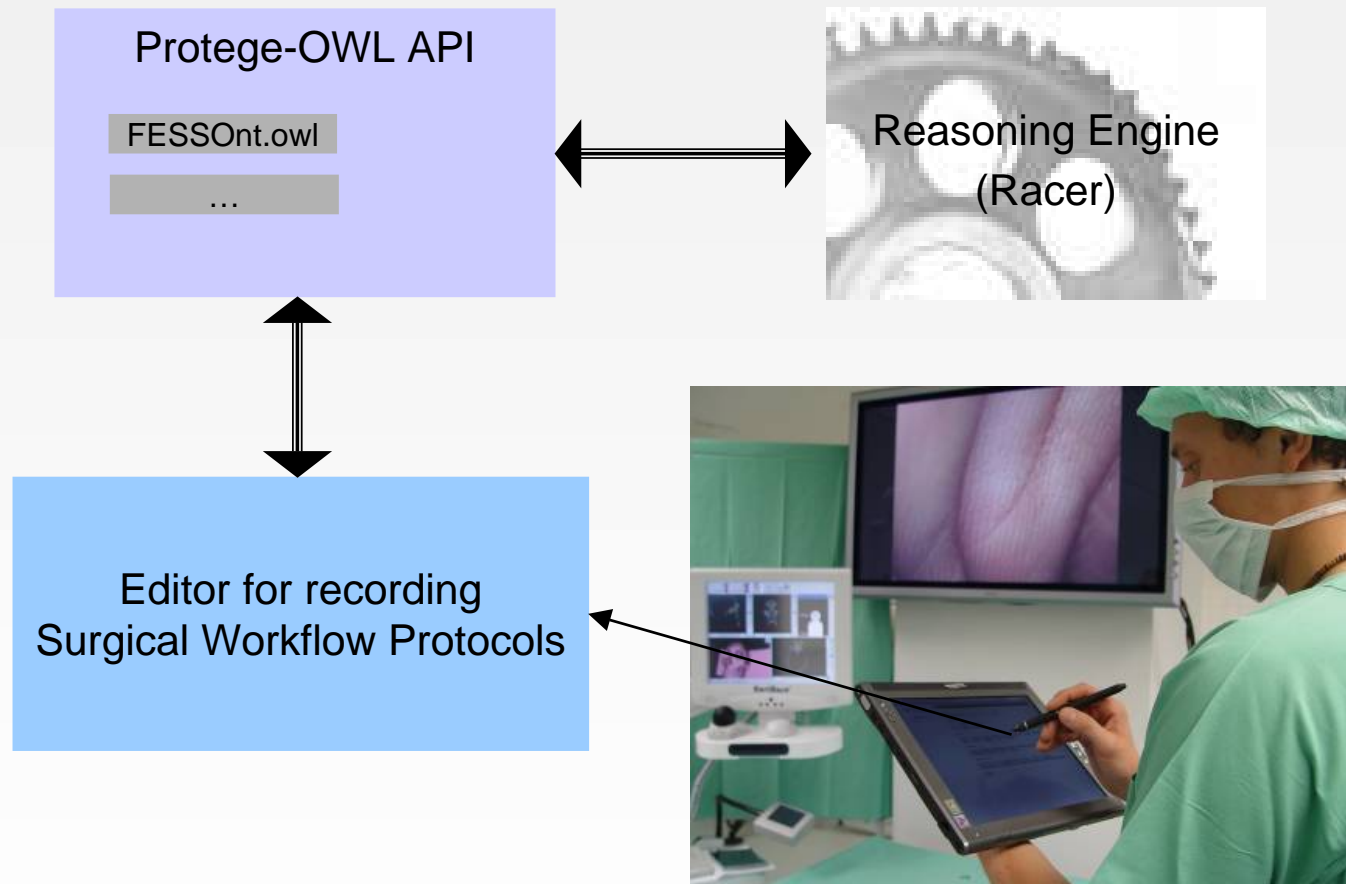 Protege-OWL API
FESSOnt.owl
…
Reasoning Engine
(Racer)
Editor for recording
Surgical Workflow Protocols